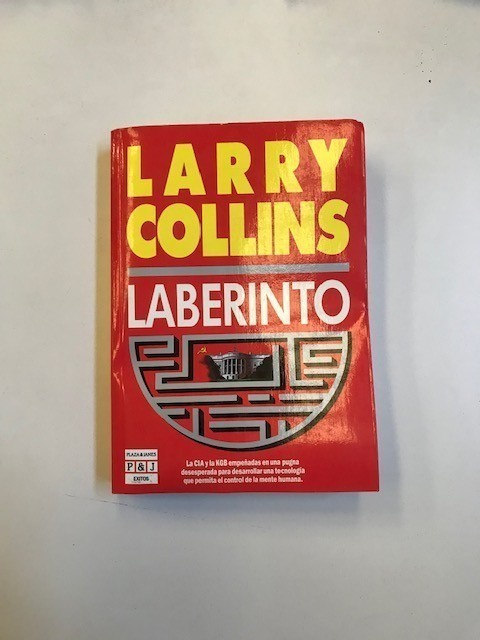 LARRY
COLLINS
LABERINTO
La CIA y la KGB empeñadas en una pugna
desesperada para desarrollar una tecnología
que permita el control de la mente humana.
PLAZA & JANES
P&J
EXITOS